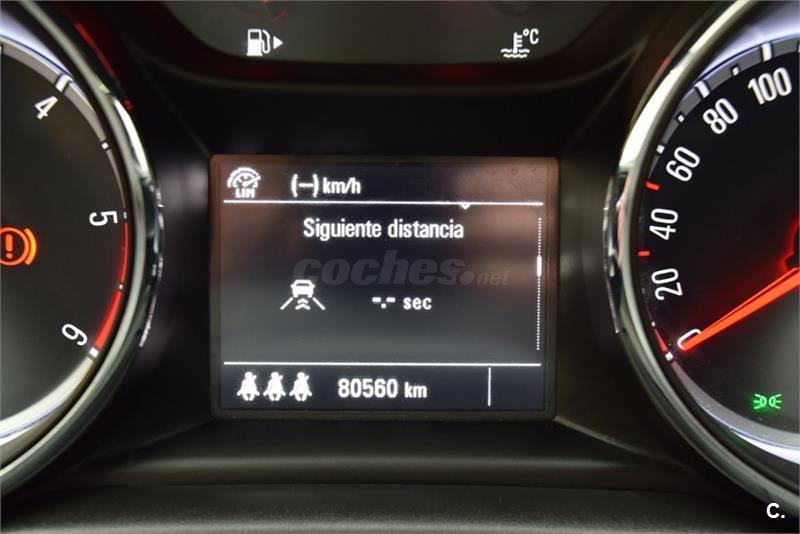 °C
4
5
6
LIM (--) km/h
Siguiente distancia
coches.net
-.- sec
80560 km
0
20
40
60
80
100
C.